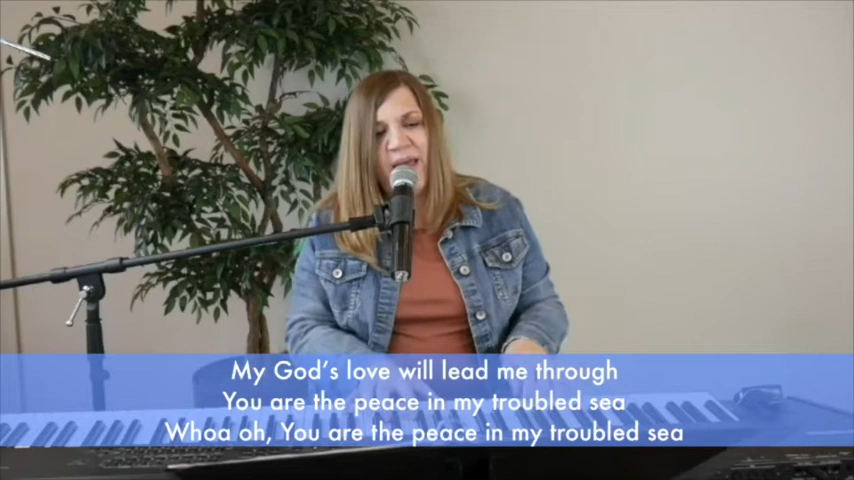 My God's love will lead me through
You are the peace in my troubled sea
Whoa oh, You are the peace in my troubled sea